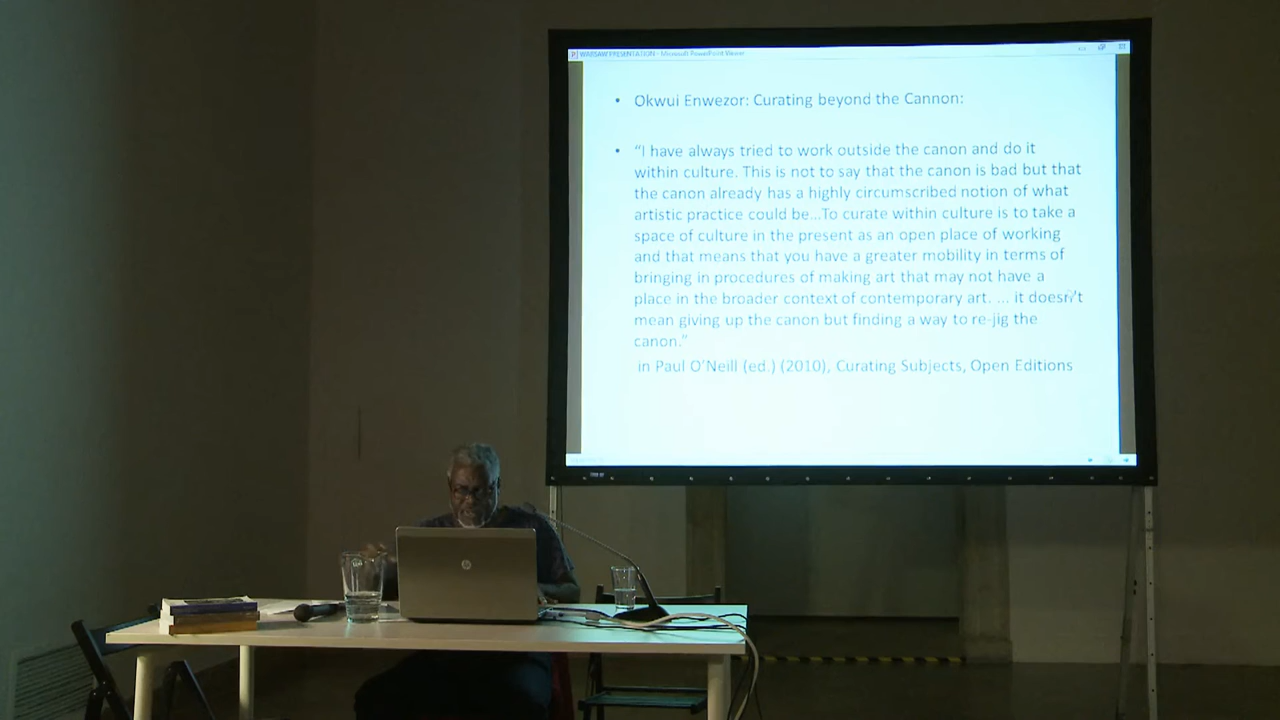 WARSAW PRESENTATION - Microsoft PowerPoint Viewer
• Okwui Enwezor: Curating beyond the Cannon:
• “I have always tried to work outside the canon and do it
within culture. This is not to say that the canon is bad but that
the canon already has a highly circumscribed notion of what
artistic practice could be...To curate within culture is to take a
space of culture in the present as an open place of working
and that means that you have a greater mobility in terms of
bringing in procedures of making art that may not have a
place in the broader context of contemporary art. ... it doesn’t
mean giving up the canon but finding a way to re-jig the
canon.”
in Paul O’Neill (ed.) (2010), Curating Subjects, Open Editions
hp